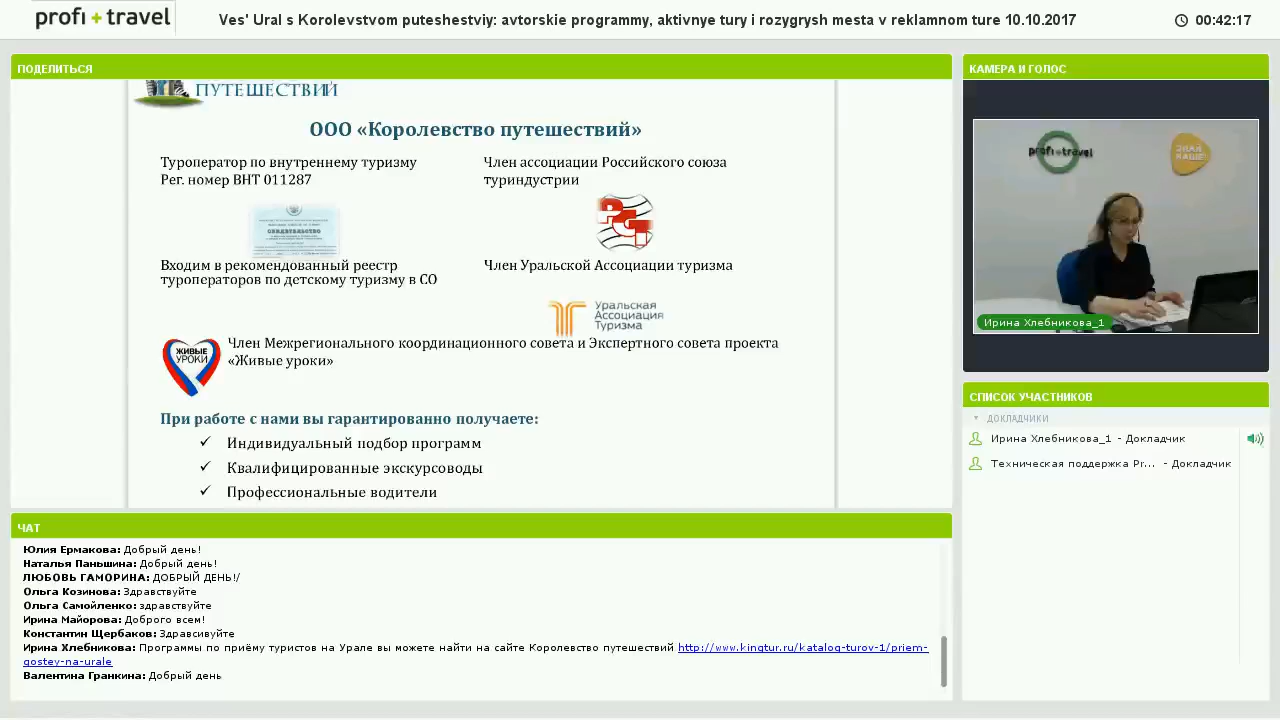 profi + travel
Ves' Ural s Korolevstvom puteshestviy: avtorskie programmy, aktivnye tury i rozygrysh mesta v reklamnom ture 10.10.2017
00:42:17
ПОДЕЛИТЬСЯ
ПУТЕШЕСТВИЙ
ООО «Королевство путешествий»
Туроператор по внутреннему туризму
Рег. номер ВНТ 011287
Член ассоциации Российского союза
туриндустрии
СВИДЕТЕЛЬСТВО
РСТ
Входим в рекомендованный реестр
туроператоров по детскому туризму в СО
Член Уральской Ассоциации туризма
Уральская
Ассоциация
Туризма
ЖИВЫЕ
УРОКИ
Член Межрегионального координационного совета и Экспертного совета проекта
«Живые уроки»
При работе с нами вы гарантированно получаете:
✓ Индивидуальный подбор программ
✓ Квалифицированные экскурсоводы
✓ Профессиональные водители
КАМЕРА И ГОЛОС
profi+travel
ЗНАЙ
НАШЕ!
Ирина Хлебникова_1
СПИСОК УЧАСТНИКОВ
ДОКЛАДЧИКИ
Ирина Хлебникова_1 - Докладчик
Техническая поддержка Pr... - Докладчик
ЧАТ
Юлия Ермакова: Добрый день!
Наталья Паньшина: Добрый день!
ЛЮБОВЬ ГАМОРИНА: ДОБРЫЙ ДЕНЬ!/
Ольга Козинова: Здравствуйте
Ольга Самойленко: здравствуйте
Ирина Майорова: Доброго всем!
Константин Щербаков: Здравсивуйте
Ирина Хлебникова: Программы по приёму туристов на Урале вы можете найти на сайте Королевство путешествий http://www.kingtur.ru/katalog-turov-1/priem-
gostey-na-urale
Валентина Гранкина: Добрый день